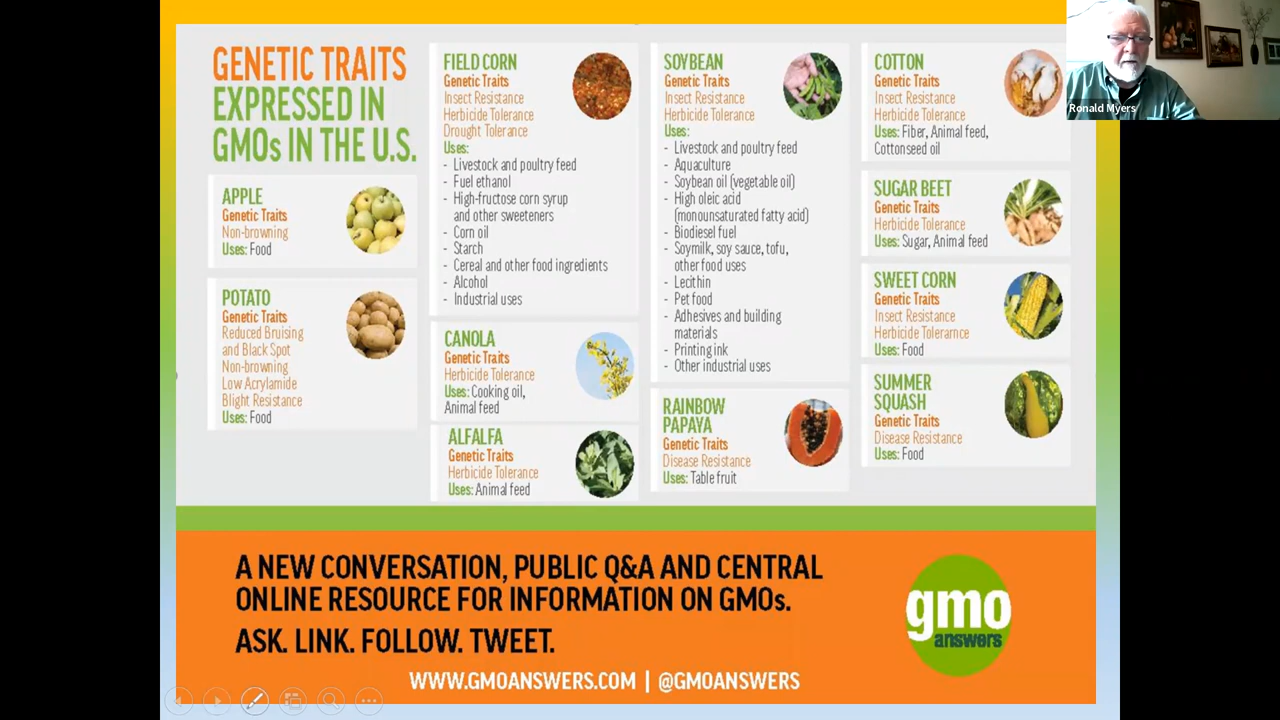 GENETIC TRAITS
EXPRESSED IN
GMOs IN THE U.S.
APPLE
Genetic Traits
Non-browning
Uses: Food
POTATO
Genetic Traits
Reduced Bruising
and Black Spot
Non-browning
Low Acrylamide
Blight Resistance
Uses: Food
FIELD CORN
Genetic Traits
Insect Resistance
Herbicide Tolerance
Drought Tolerance
Uses:
- Livestock and poultry feed
- Fuel ethanol
- High-fructose corn syrup
and other sweeteners
- Corn oil
- Starch
- Cereal and other food ingredients
- Alcohol
- Industrial uses
CANOLA
Genetic Traits
Herbicide Tolerance
Uses: Cooking oil,
Animal feed
ALFALFA
Genetic Traits
Herbicide Tolerance
Uses: Animal feed
SOYBEAN
Genetic Traits
Insect Resistance
Herbicide Tolerance
Uses:
- Livestock and poultry feed
- Aquaculture
- Soybean oil (vegetable oil)
- High oleic acid
(monounsaturated fatty acid)
- Biodiesel fuel
- Soymilk, soy sauce, tofu,
other food uses
- Lecithin
- Pet food
- Adhesives and building
materials
- Printing ink
- Other industrial uses
RAINBOW
PAPAYA
Genetic Traits
Disease Resistance
Uses: Table fruit
COTTON
Genetic Traits
Insect Resistance
Herbicide Tolerance
Uses: Fiber, Animal feed,
Cottonseed oil
SUGAR BEET
Genetic Traits
Herbicide Tolerance
Uses: Sugar, Animal feed
SWEET CORN
Genetic Traits
Insect Resistance
Herbicide Tolerarnce
Uses: Food
SUMMER
SQUASH
Genetic Traits
Disease Resistance
Uses: Food
Ronald Myers
A NEW CONVERSATION, PUBLIC Q&A AND CENTRAL
ONLINE RESOURCE FOR INFORMATION ON GMOs.
ASK. LINK. FOLLOW. TWEET.
WWW.GMOANSWERS.COM | @GMOANSWERS
gmo
answers